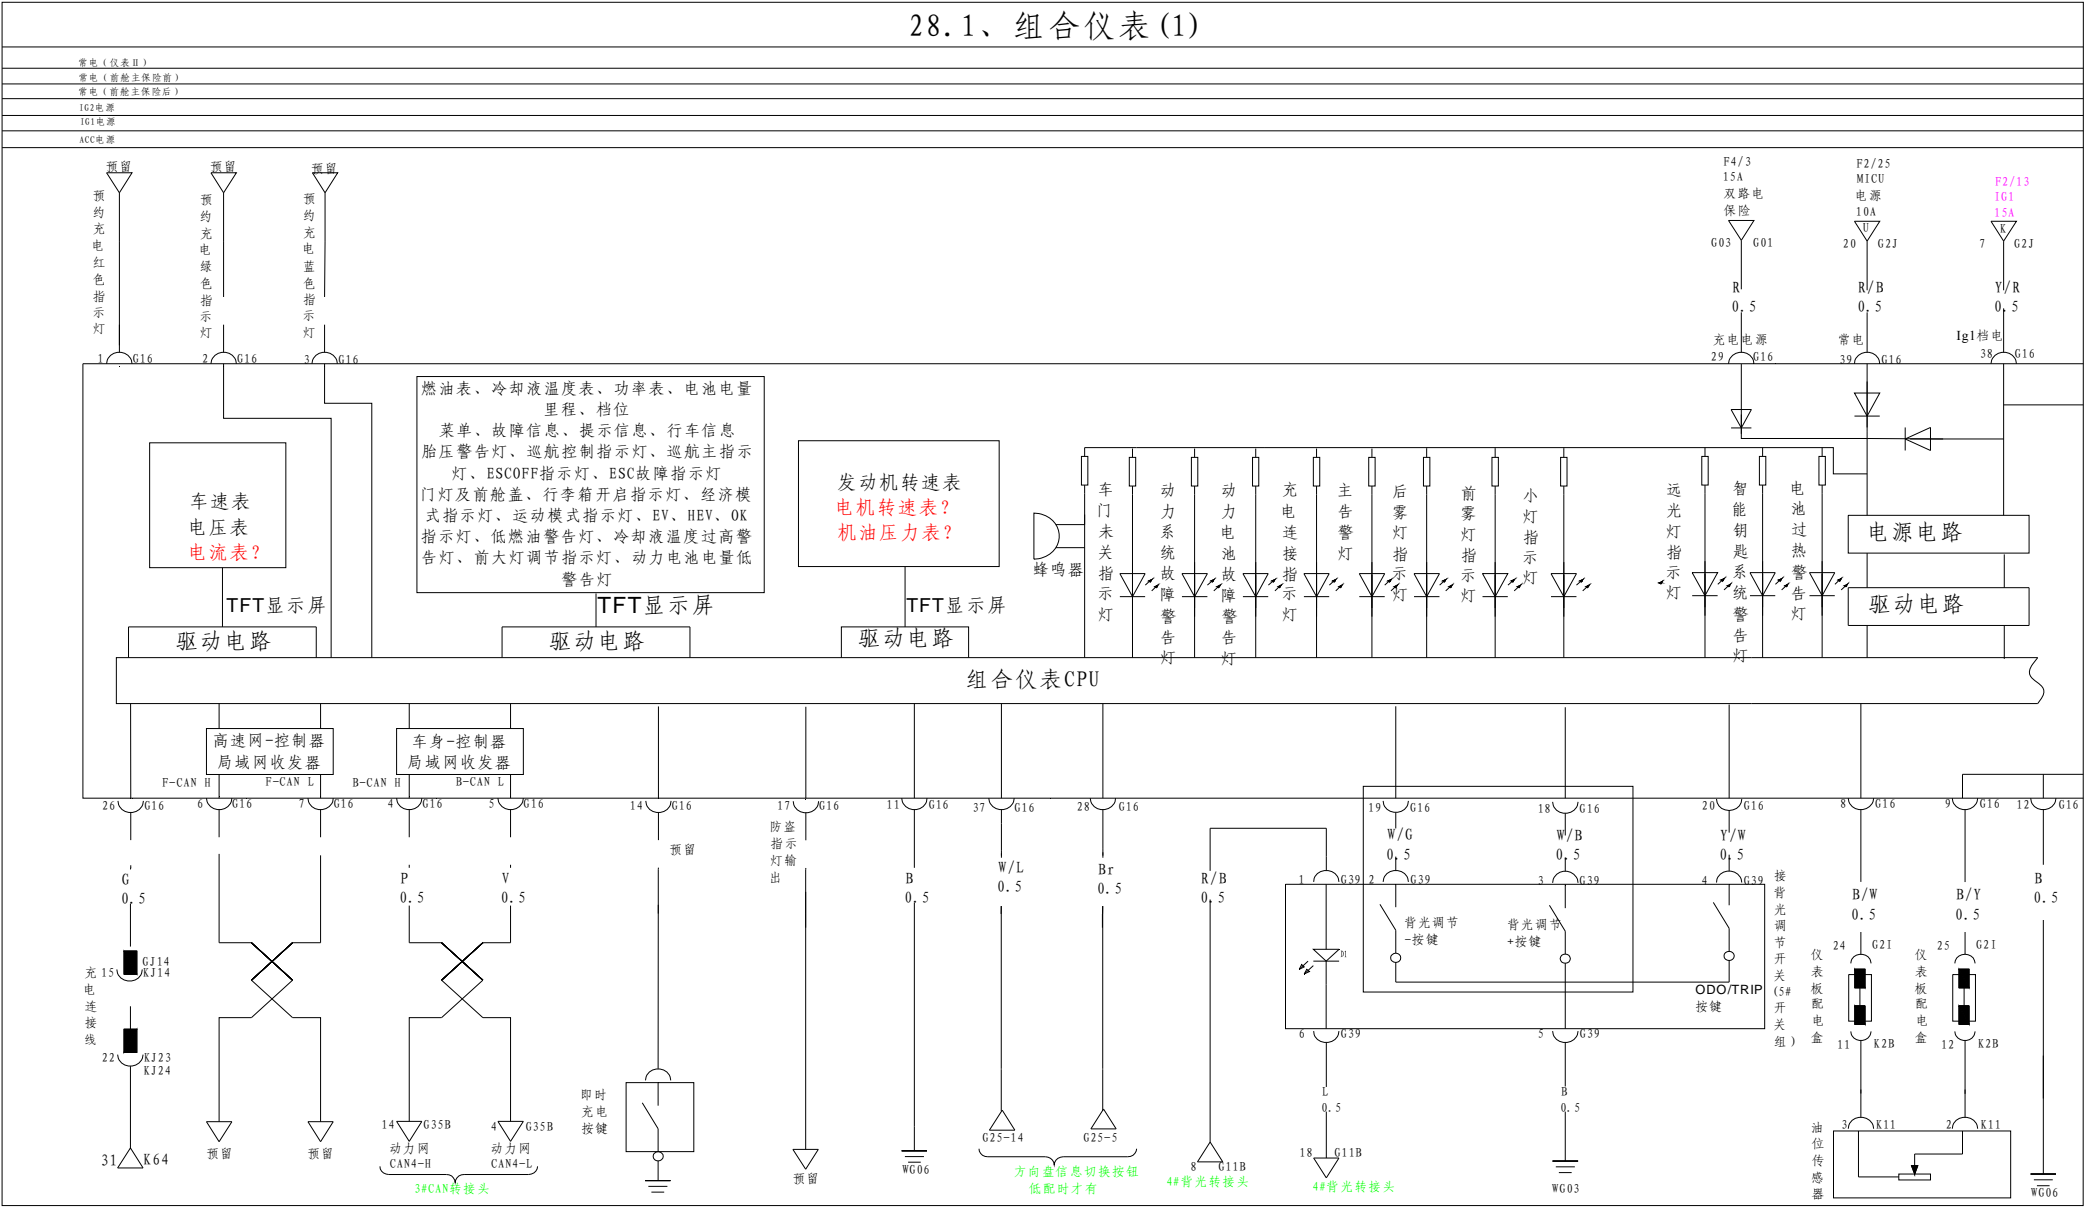 28.1、组合仪表(1)
常电(仪表Ⅱ)
常电(前舱主保险前)
常电(前舱主保险后)
IG2电源
IG1电源
ACC电源
预留
预留
预留
预约充电红色指示灯
预约充电绿色指示灯
预约充电蓝色指示灯
F4/3
15A
双路电
保险
G03 G01
R
0.5
充电电源
29 G16
F2/25
MICU
电源
10A
U
20 G2J
R/B
0.5
常电
39 G16
F2/13
IG1
15A
K
7 G2J
Y/R
0.5
Ig1档电
38 G16
1 G16
2 G16
3 G16
车速表
电压表
电流表?
TFT显示屏
驱动电路
燃油表、冷却液温度表、功率表、电池电量
里程、档位
菜单、故障信息、提示信息、行车信息
胎压警告灯、巡航控制指示灯、巡航主指示
灯、ESCOFF指示灯、ESC故障指示灯
门灯及前舱盖、行李箱开启指示灯、经济模
式指示灯、运动模式指示灯、EV、HEV、OK
指示灯、低燃油警告灯、冷却液温度过高警
告灯、前大灯调节指示灯、动力电池电量低
警告灯
TFT显示屏
驱动电路
发动机转速表
电机转速表?
机油压力表?
TFT显示屏
驱动电路
蜂鸣器
车门未关指示灯
动力系统故障警告灯
动力电池故障警告灯
充电连接指示灯
主告警灯
后雾灯指示灯
前雾灯指示灯
小灯指示灯
远光灯指示灯
智能钥匙系统警告灯
电池过热警告灯
电源电路
驱动电路
组合仪表CPU
高速网-控制器
局域网收发器
F-CAN H
F-CAN L
车身-控制器
局域网收发器
B-CAN H
B-CAN L
26 G16
6 G16
7 G16
4 G16
5 G16
14 G16
17 G16
11 G16
37 G16
28 G16
19 G16
18 G16
20 G16
8 G16
9 G16
12 G16
G
0.5
充电连接线
15
GJ14
KJ14
22
KJ23
KJ24
31 K64
预留
预留
P
0.5
V
0.5
14 G35B
动力网
CAN4-H
4 G35B
动力网
CAN4-L
3#CAN转接头
预留
即时
充电
按键
防盗
指示
灯输
出
预留
B
0.5
WG06
W/L
0.5
Br
0.5
G25-14
G25-5
方向盘信息切换按钮
低配时才有
R/B
0.5
8 G11B
4#背光转接头
W/G
0.5
W/B
0.5
Y/W
0.5
1 G39
2 G39
3 G39
4 G39
D1
背光调节
-按键
背光调节
+按键
ODO/TRIP
按键
接背光调节开关(5#开关组)
6 G39
5 G39
L
0.5
18 G11B
4#背光转接头
B
0.5
WG03
B/W
0.5
24 G2I
仪表板配电盒
11 K2B
3 K11
B/Y
0.5
25 G2I
仪表板配电盒
12 K2B
2 K11
油位传感器
B
0.5
WG06